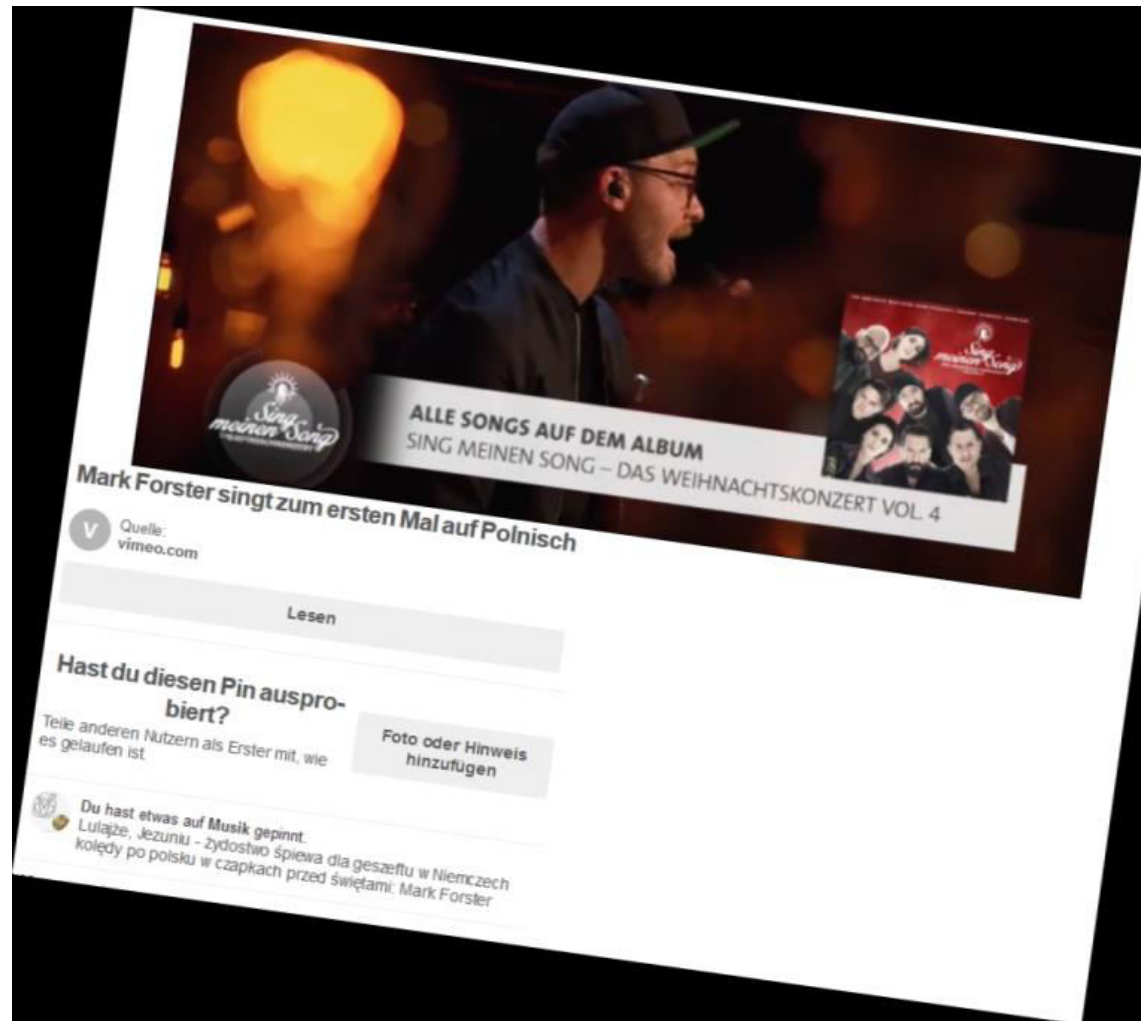 Sing
meinen Song
Sing
meinen Song
ALLE SONGS AUF DEM ALBUM
SING MEINEN SONG – DAS WEIHNACHTSKONZERT VOL. 4
Mark Forster singt zum ersten Mal auf Polnisch
V
Quelle:
vimeo.com
Lesen
Hast du diesen Pin auspro-
biert?
Teile anderen Nutzern als Erster mit, wie
es gelaufen ist.
Foto oder Hinweis
hinzufügen
Du hast etwas auf Musik gepinnt.
Lulajże, Jezuniu - żydostwo śpiewa dla geszeftu w Niemczech
kolędy po polsku w czapkach przed świętami: Mark Forster